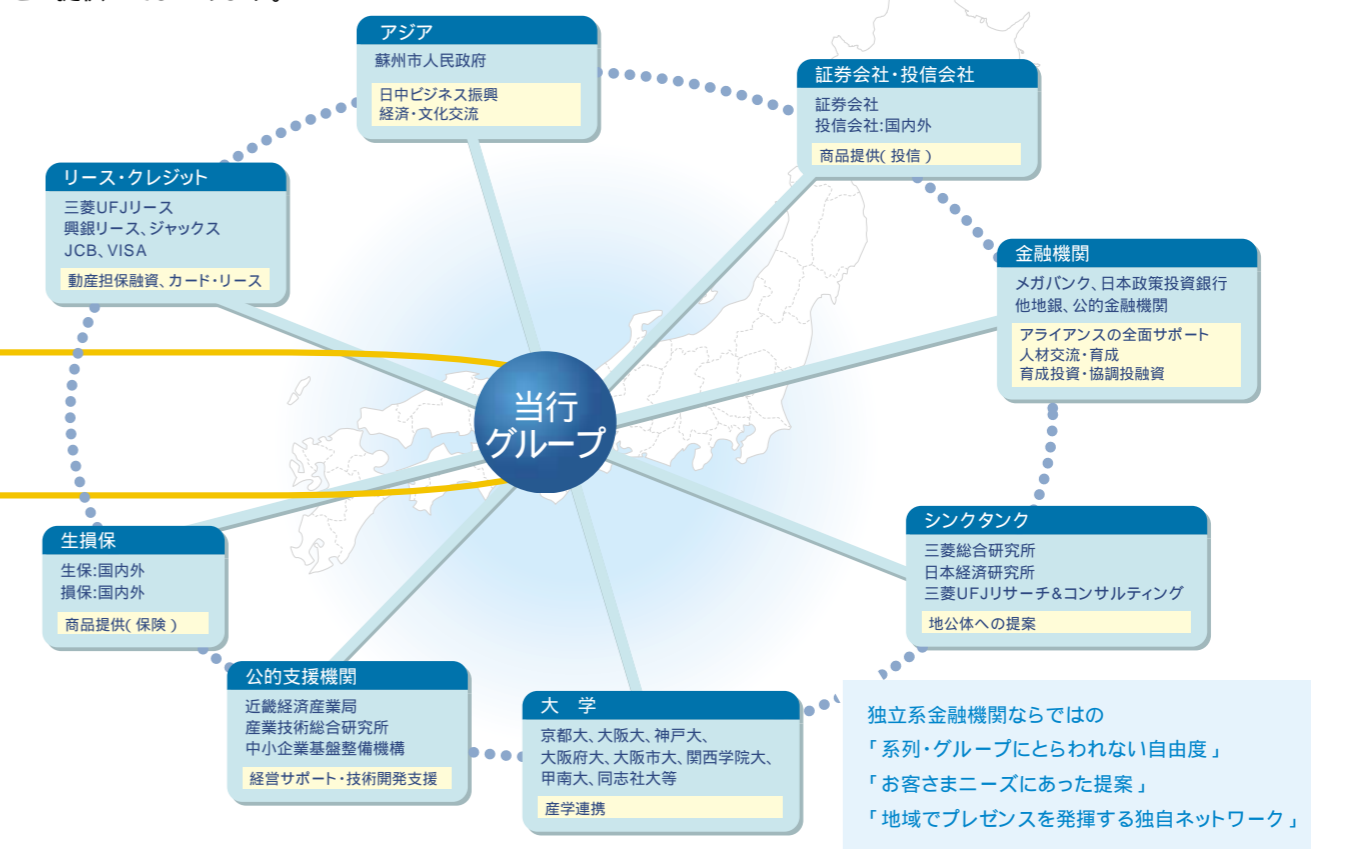 アジア
蘇州市人民政府
日中ビジネス振興
経済・文化交流
証券会社・投信会社
証券会社
投信会社:国内外
商品提供(投信)
リース・クレジット
三菱UFJリース
興銀リース、ジャックス
JCB、VISA
動産担保融資、カード・リース
金融機関
メガバンク、日本政策投資銀行
他地銀、公的金融機関
アライアンスの全面サポート
人材交流・育成
育成投資・協調投融資
当行
グループ
シンクタンク
三菱総合研究所
日本経済研究所
三菱UFJリサーチ&コンサルティング
地公体への提案
生損保
生保:国内外
損保:国内外
商品提供(保険)
公的支援機関
近畿経済産業局
産業技術総合研究所
中小企業基盤整備機構
経営サポート・技術開発支援
大 学
京都大、大阪大、神戸大、
大阪府大、大阪市大、関西学院大、
甲南大、同志社大等
産学連携
独立系金融機関ならではの
「系列・グループにとらわれない自由度」
「お客さまニーズにあった提案」
「地域でプレゼンスを発揮する独自ネットワーク」